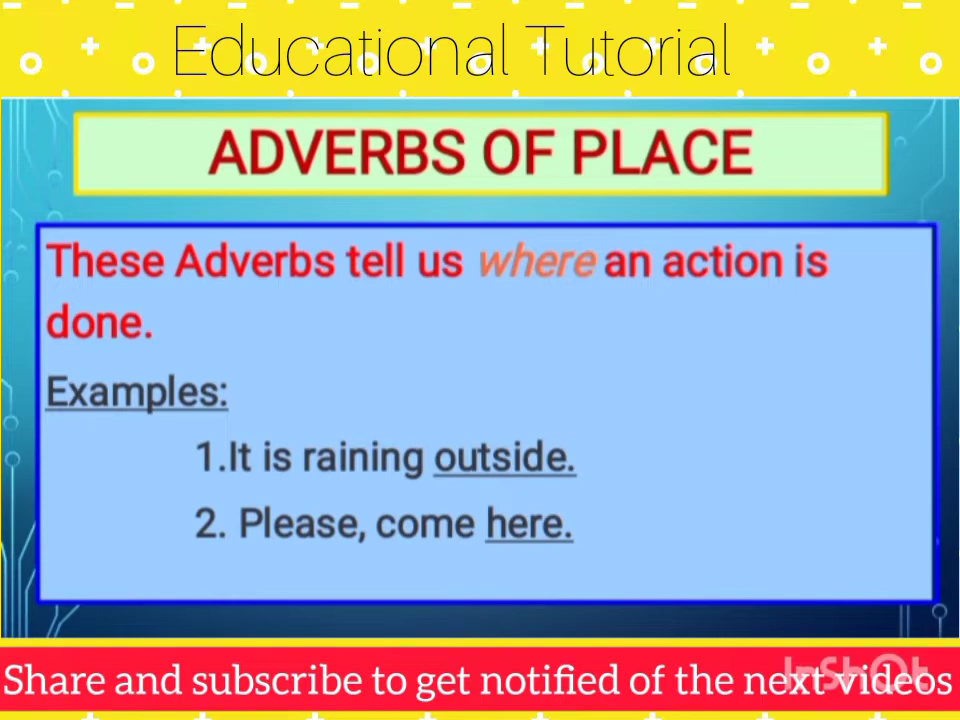 Educational Tutorial
ADVERBS OF PLACE
These Adverbs tell us where an action is
done.
Examples:
1.It is raining outside.
2. Please, come here.
Share and subscribe to get notified of the next videos
InShOt